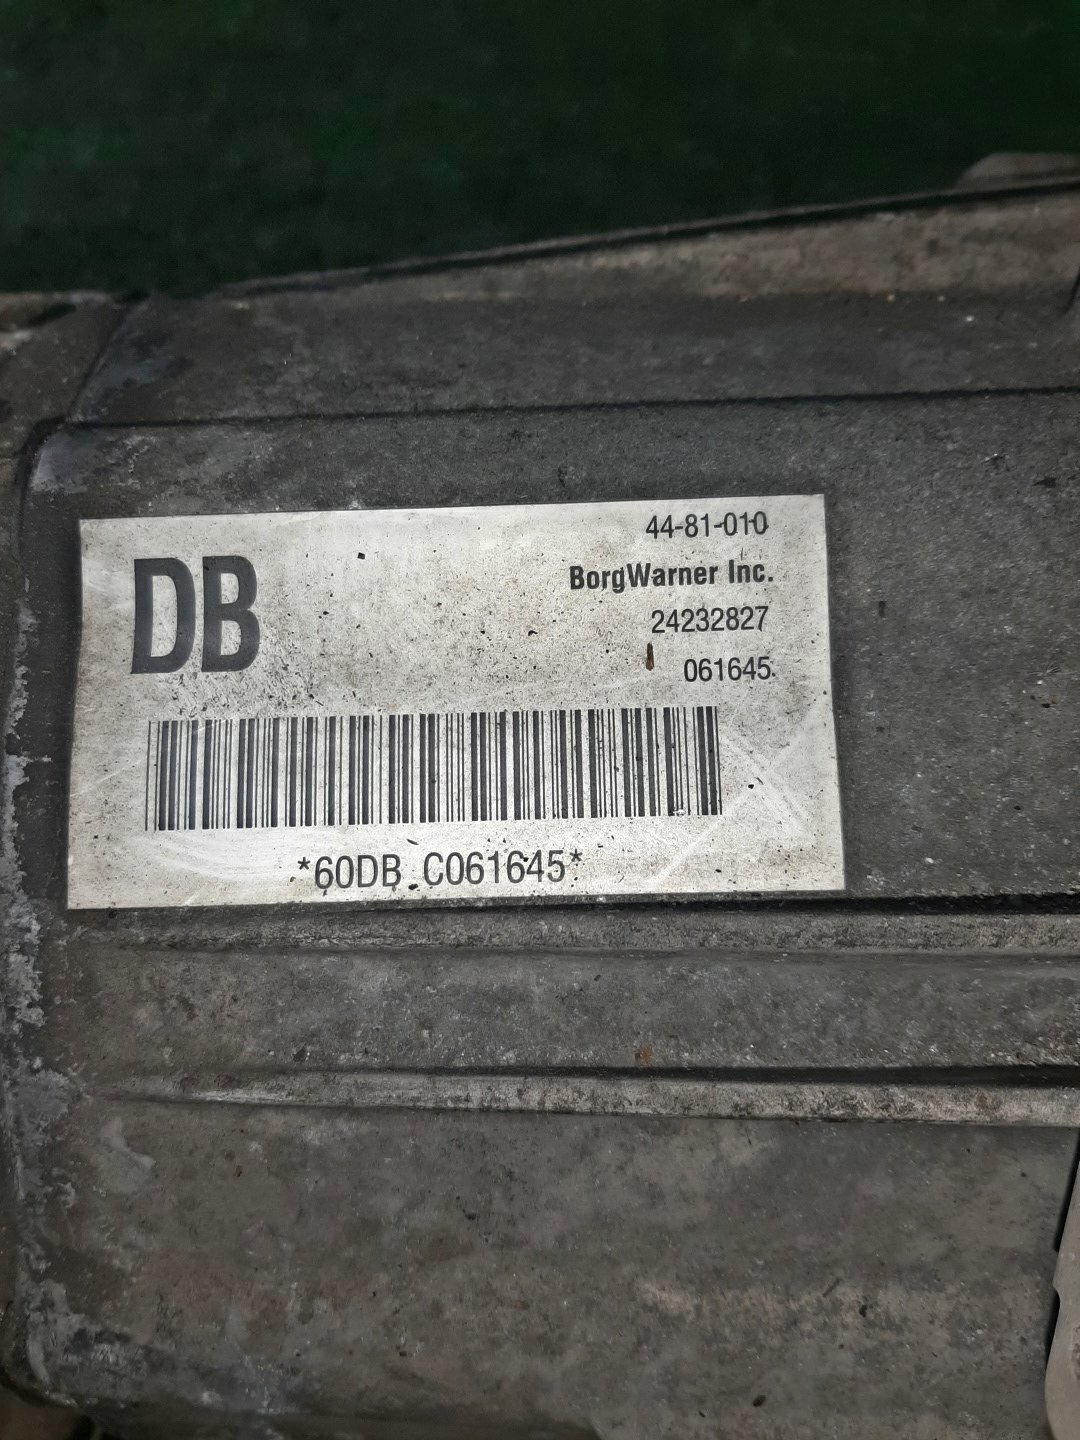 44-81-010
DB
BorgWarner Inc.
24232827
061645
*60DB C061645*